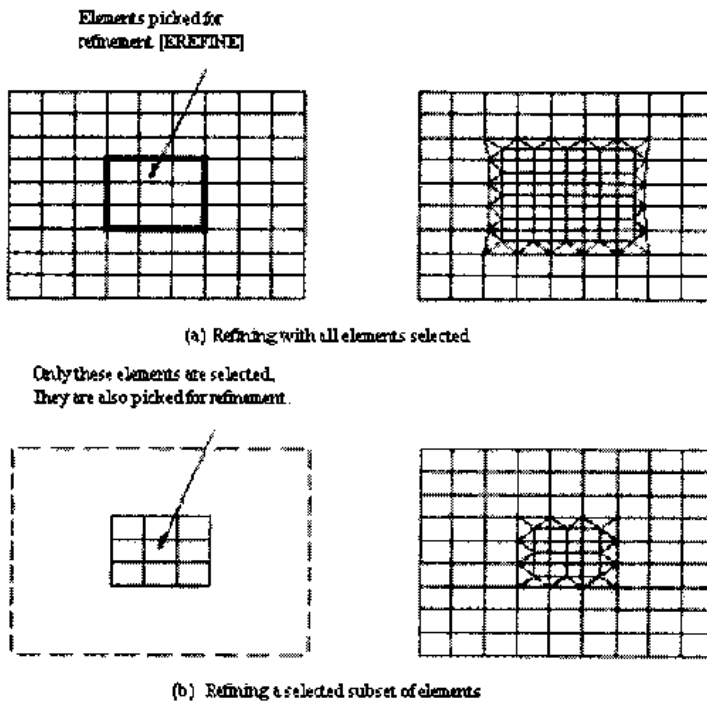 Elements picked for
refinement [EREFINE]
(a) Refining with all elements selected
Only these elements are selected,
They are also picked for refinement.
(b) Refining a selected subset of elements